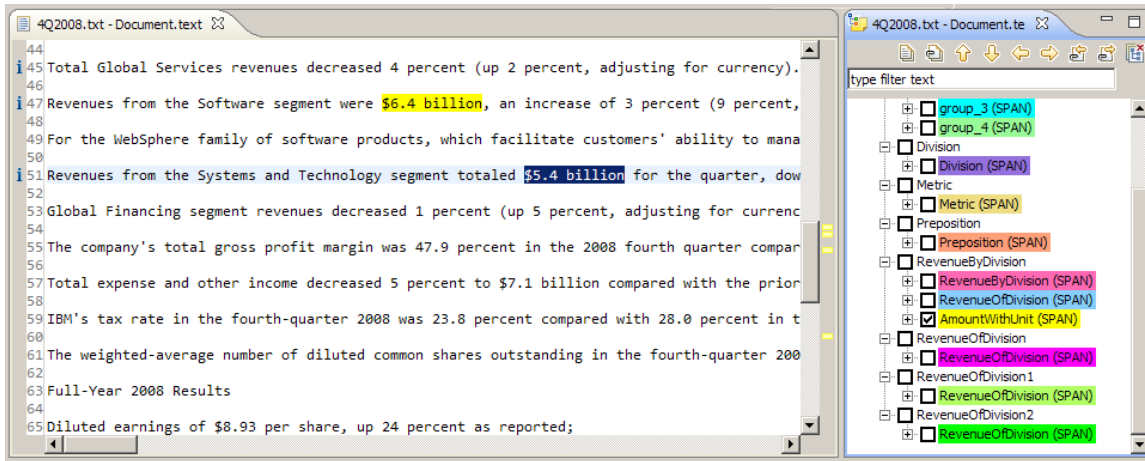 4Q2008.txt - Document.text
44
i 45 Total Global Services revenues decreased 4 percent (up 2 percent, adjusting for currency).
46
i 47 Revenues from the Software segment were $6.4 billion, an increase of 3 percent (9 percent,
48
49 For the WebSphere family of software products, which facilitate customers' ability to mana
50
i 51 Revenues from the Systems and Technology segment totaled $5.4 billion for the quarter, dow
52
53 Global Financing segment revenues decreased 1 percent (up 5 percent, adjusting for currenc
54
55 The company's total gross profit margin was 47.9 percent in the 2008 fourth quarter compar
56
57 Total expense and other income decreased 5 percent to $7.1 billion compared with the prior
58
59 IBM's tax rate in the fourth-quarter 2008 was 23.8 percent compared with 28.0 percent in t
60
61 The weighted-average number of diluted common shares outstanding in the fourth-quarter 200
62
63 Full-Year 2008 Results
64
65 Diluted earnings of $8.93 per share, up 24 percent as reported;
4Q2008.txt - Document.te
type filter text
group_3 (SPAN)
group_4 (SPAN)
Division
Division (SPAN)
Metric
Metric (SPAN)
Preposition
Preposition (SPAN)
RevenueByDivision
RevenueByDivision (SPAN)
RevenueOfDivision (SPAN)
AmountWithUnit (SPAN)
RevenueOfDivision
RevenueOfDivision (SPAN)
RevenueOfDivision1
RevenueOfDivision (SPAN)
RevenueOfDivision2
RevenueOfDivision (SPAN)